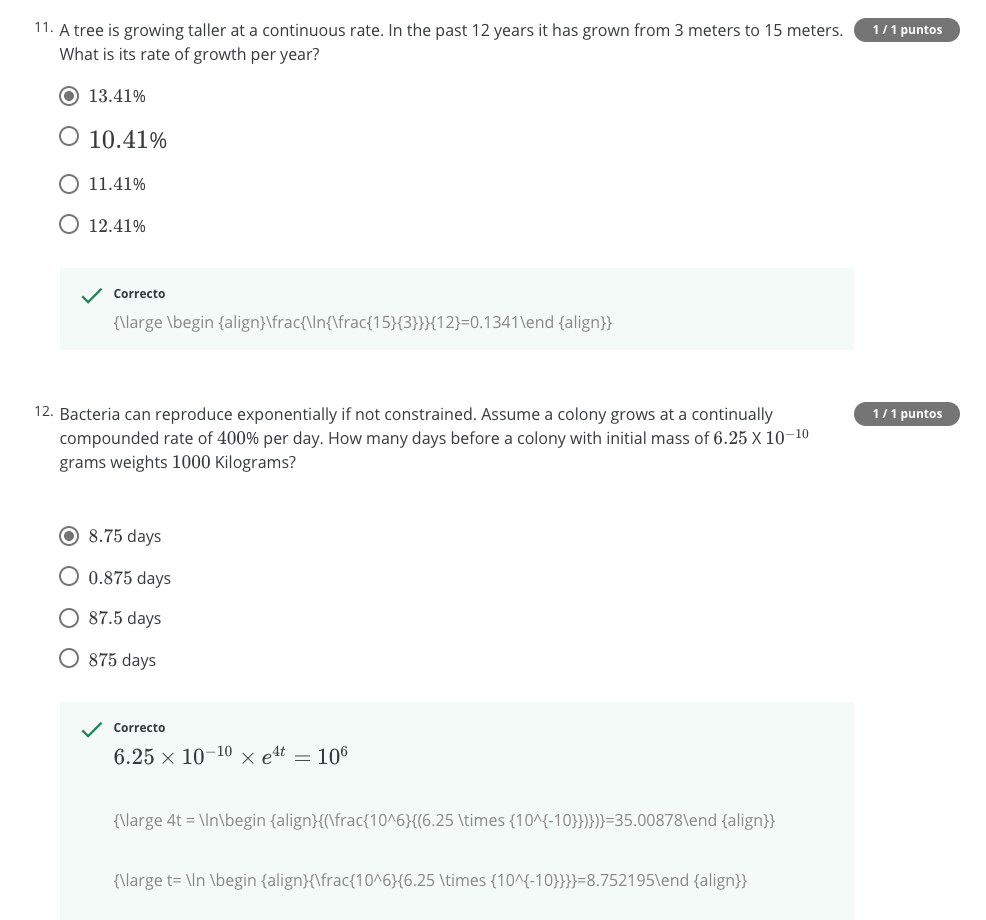 11. A tree is growing taller at a continuous rate. In the past 12 years it has grown from 3 meters to 15 meters. 1 / 1 puntos
What is its rate of growth per year?
13.41%
10.41%
11.41%
12.41%
Correcto
{\large \begin {align}\frac{\ln{\frac{15}{3}}}{12}=0.1341\end {align}}
12. Bacteria can reproduce exponentially if not constrained. Assume a colony grows at a continually 1 / 1 puntos
compounded rate of 400% per day. How many days before a colony with initial mass of 6.25 X 10⁻¹⁰
grams weights 1000 Kilograms?
8.75 days
0.875 days
87.5 days
875 days
Correcto
6.25 × 10⁻¹⁰ × e⁴ᵗ = 10⁶
{\large 4t = \ln\begin {align}{(\frac{10^6}{(6.25 \times {10^{-10}})})}=35.00878\end {align}}
{\large t= \ln \begin {align}{\frac{10^6}{6.25 \times {10^{-10}}}}=8.752195\end {align}}